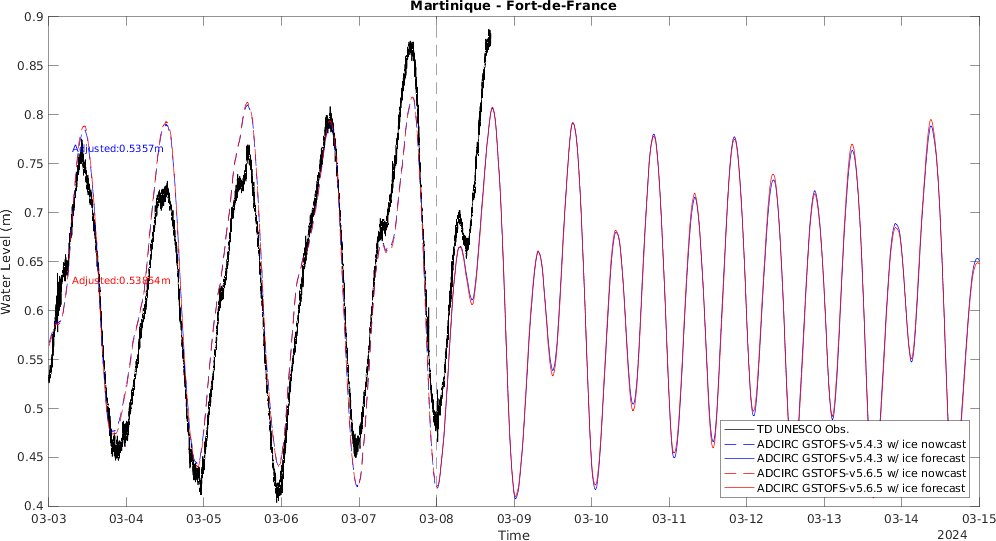 Martinique - Fort-de-France
0.9
0.85
0.8
0.75
0.7
0.65
0.6
0.55
0.5
0.45
0.4
Water Level (m)
Adjusted:0.5357m
TD UNESCO Obs.
ADCIRC GSTOFS-v5.4.3 w/ ice nowcast
ADCIRC GSTOFS-v5.4.3 w/ ice forecast
ADCIRC GSTOFS-v5.6.5 w/ ice nowcast
ADCIRC GSTOFS-v5.6.5 w/ ice forecast
03-03 03-04 03-05 03-06 03-07 03-08 03-09 03-10 03-11 03-12 03-13 03-14 03-15
Time
2024